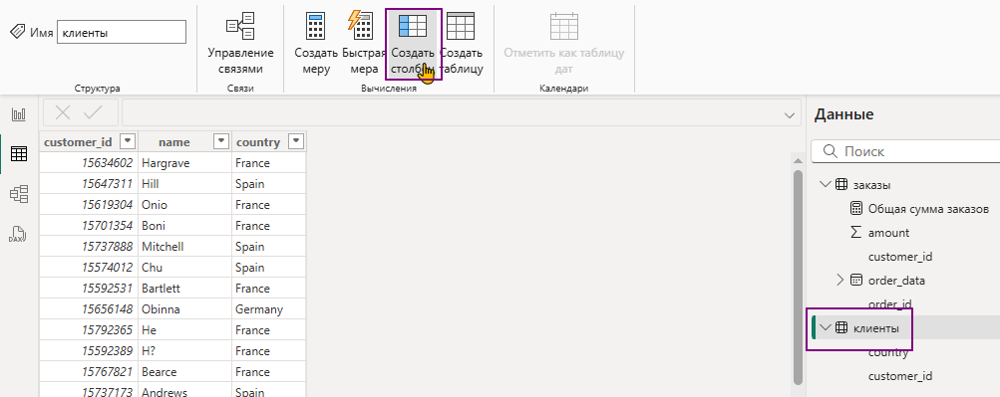 Имя клиенты
Управление связями
Создать меру
Быстрая мера
Создать столбец
Создать таблицу
Отметить как таблицу дат
Структура
Связи
Вычисления
Календари
customer_id name country
15634602 Hargrave France
15647311 Hill Spain
15619304 Onio France
15701354 Boni France
15737888 Mitchell Spain
15574012 Chu Spain
15592531 Bartlett France
15656148 Obinna Germany
15792365 He France
15592389 H? France
15767821 Bearce France
15737173 Andrews Spain
DAX
Данные
Поиск
заказы
Общая сумма заказов
amount
customer_id
order_data
order_id
клиенты
country
customer_id